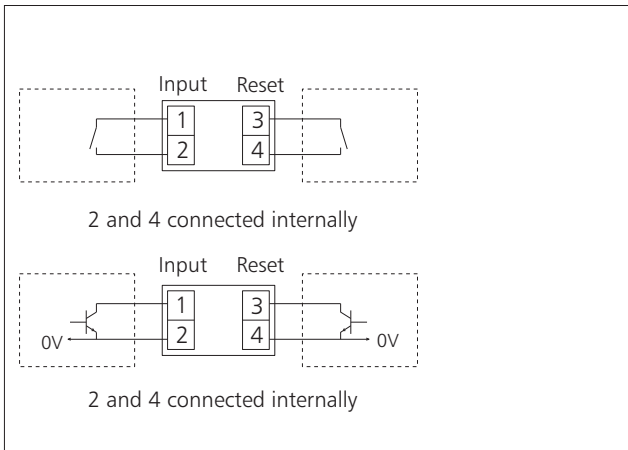 Input Reset
1 3
2 4
2 and 4 connected internally
Input Reset
1 3
0V 2 4 0V
2 and 4 connected internally